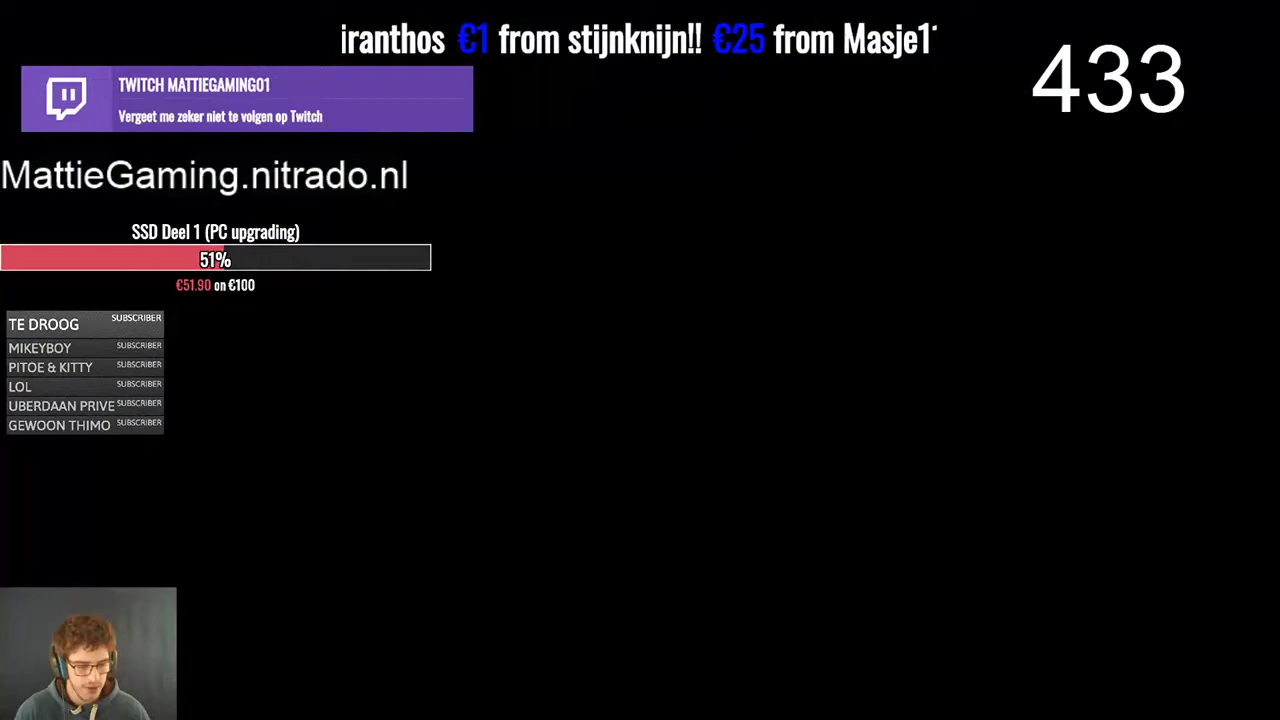 iranthos €1 from stijnknijn!! €25 from Masje1
433
TWITCH MATTIEGAMING01
Vergeet me zeker niet te volgen op Twitch
MattieGaming.nitrado.nl
SSD Deel 1 (PC upgrading)
51%
€51.90 on €100
TE DROOG SUBSCRIBER
MIKEYBOY SUBSCRIBER
PITOE & KITTY SUBSCRIBER
LOL SUBSCRIBER
UBERDAAN PRIVE SUBSCRIBER
GEWOON THIMO SUBSCRIBER